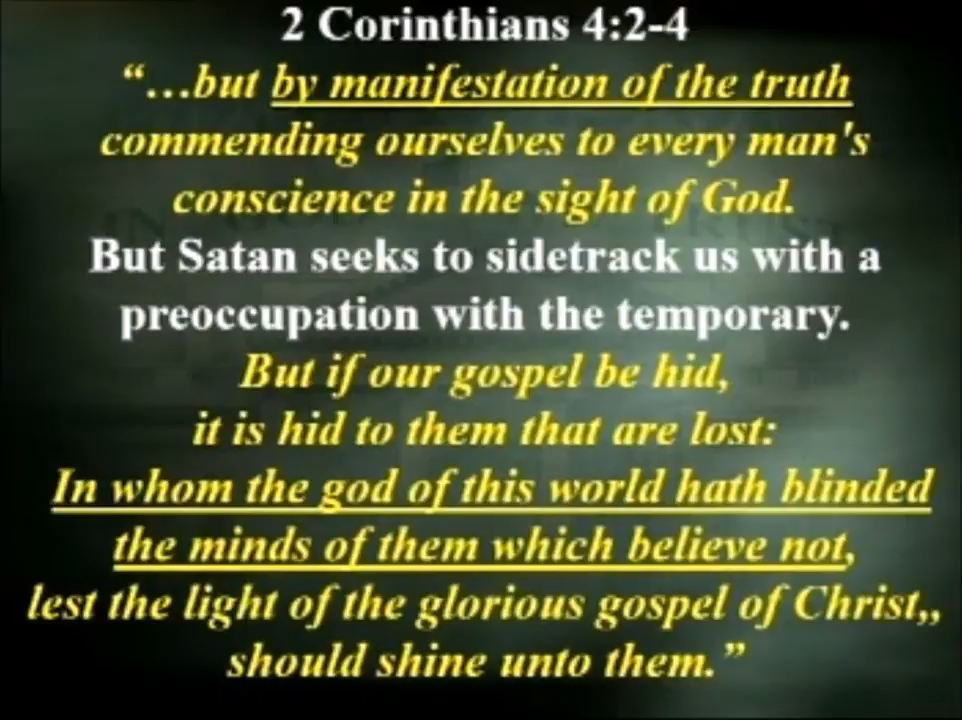 2 Corinthians 4:2-4
“…but by manifestation of the truth
commending ourselves to every man's
conscience in the sight of God.
But Satan seeks to sidetrack us with a
preoccupation with the temporary.
But if our gospel be hid,
it is hid to them that are lost:
In whom the god of this world hath blinded
the minds of them which believe not,
lest the light of the glorious gospel of Christ,,
should shine unto them.”